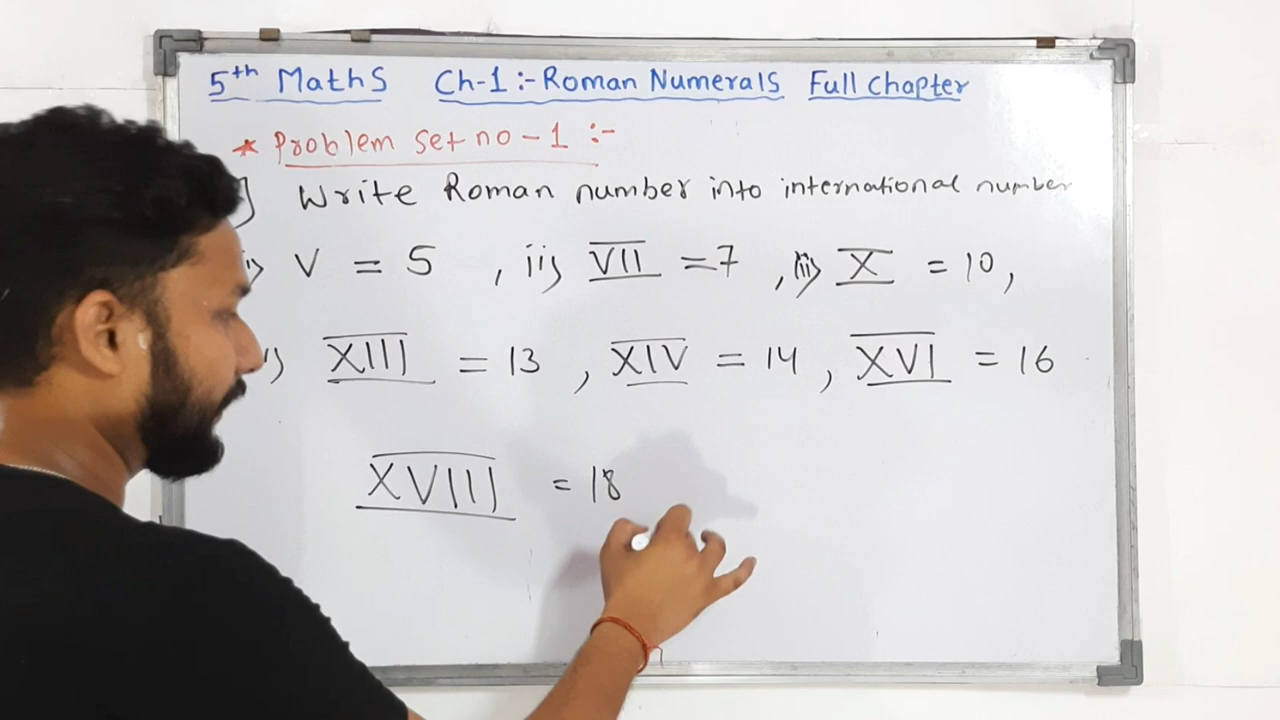 5th Maths Ch-1:- Roman Numerals Full Chapter
* Problem set no-1:-
] Write Roman number into international number
i) V = 5 , ii) VII = 7 , iii) X = 10 ,
) XIII = 13 , XIV = 14 , XVI = 16
XVIII = 18